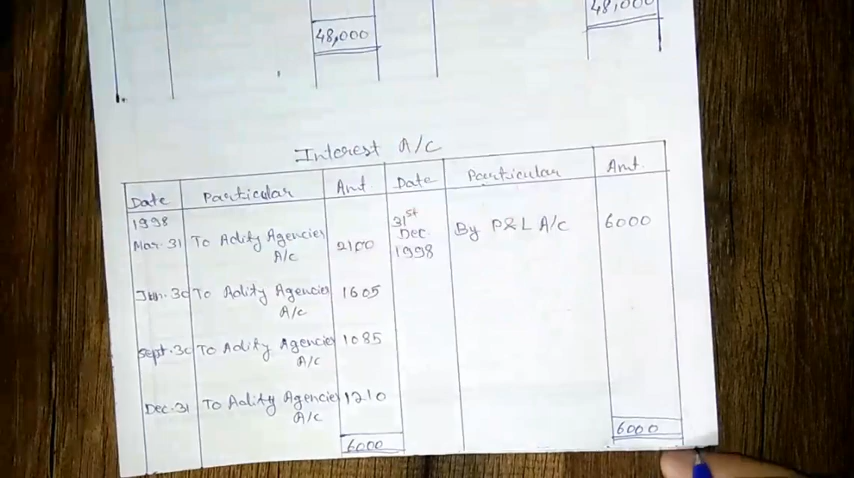 48,000
48,000
Interest A/C
Date Particular Amt. Date Particular Amt.
1998
Mar. 31 To Adity Agencies A/c 2100 31st Dec. 1998 By P&L A/c 6000
Jun. 30 To Adity Agencies A/c 1605
Sept. 30 To Adity Agencies A/c 1085
Dec. 31 To Adity Agencies A/c 1210
6000 6000